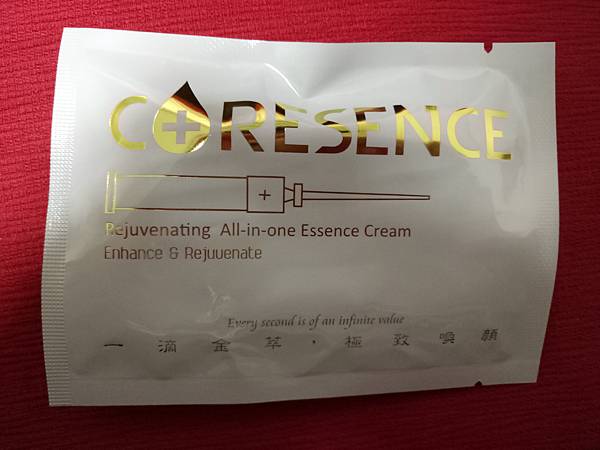 CORESENCE
Rejuvenating All-in-one Essence Cream
Enhance & Rejuvenate
Every second is of an infinite value
一滴金萃，極致喚顏